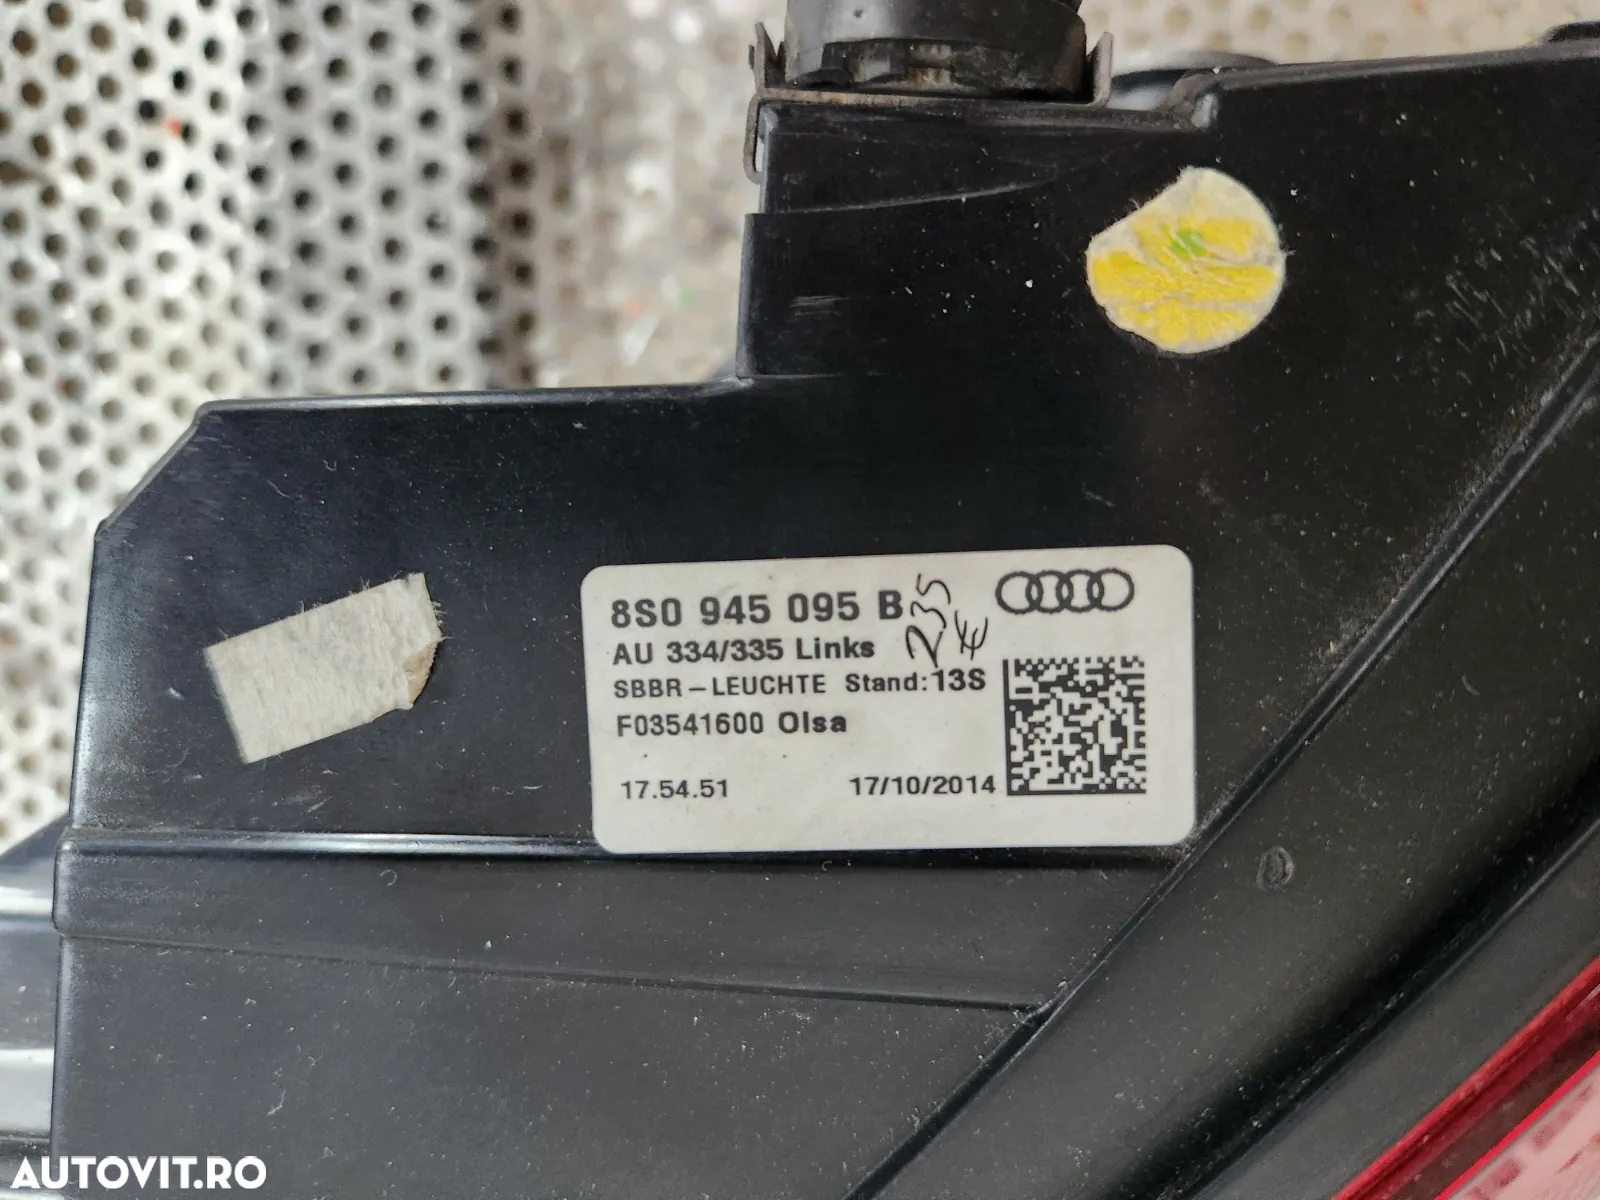 8S0 945 095 B
235
AU 334/335 Links
SBBR-LEUCHTE Stand:13S
F03541600 Olsa
17.54.51 17/10/2014
AUTOVIT.RO